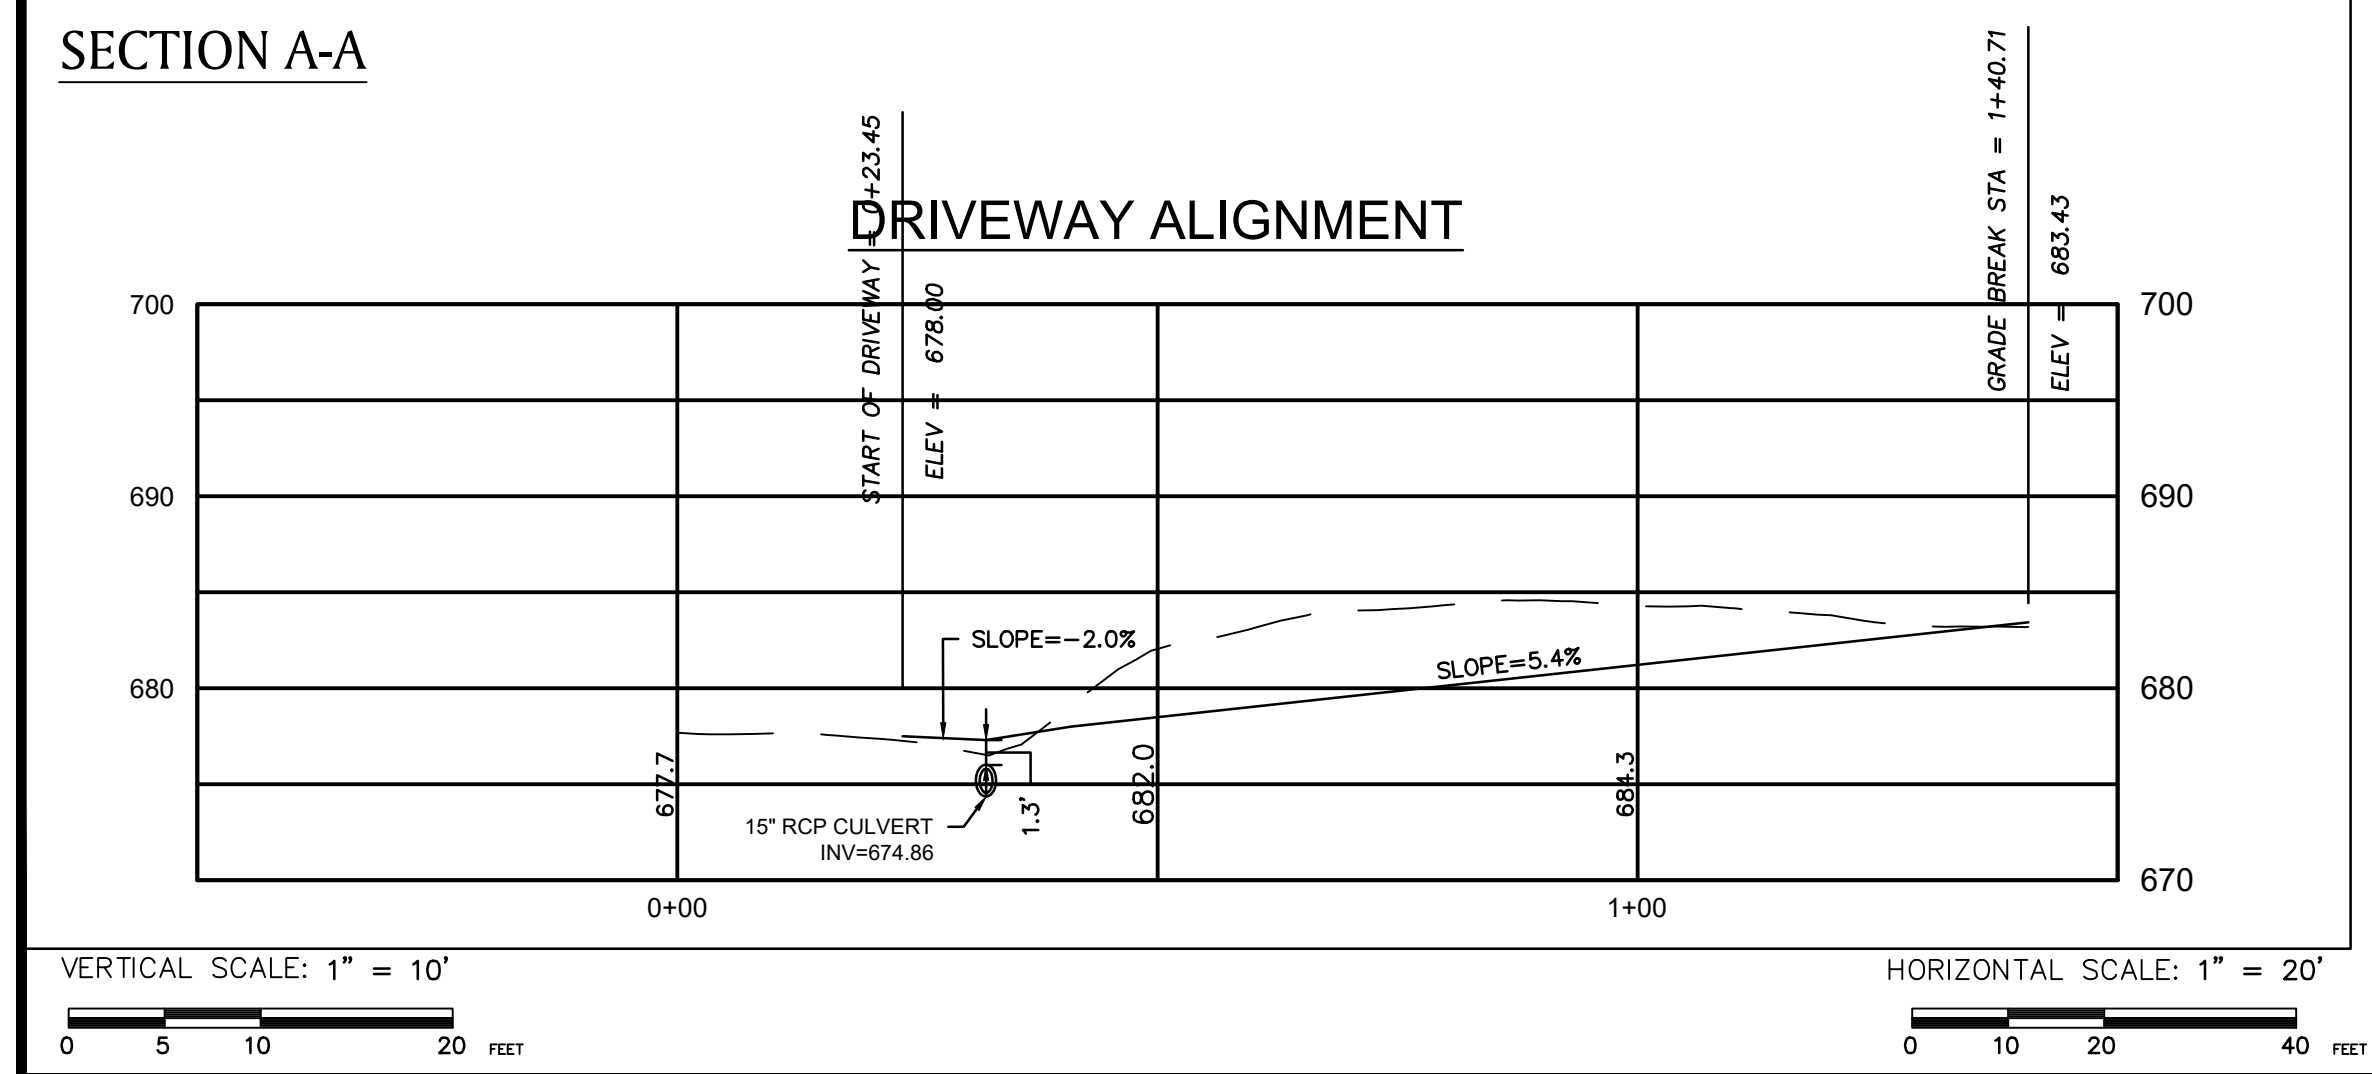 SECTION A-A
START OF DRIVEWAY = 0+23.45
ELEV = 678.00
DRIVEWAY ALIGNMENT
GRADE BREAK STA = 1+40.71
ELEV = 683.43
700
700
690
690
SLOPE=-2.0%
SLOPE=5.4%
680
680
677.7
682.0
684.3
1.3'
15" RCP CULVERT
INV=674.86
670
0+00
1+00
VERTICAL SCALE: 1" = 10'
0 5 10 20 FEET
HORIZONTAL SCALE: 1" = 20'
0 10 20 40 FEET